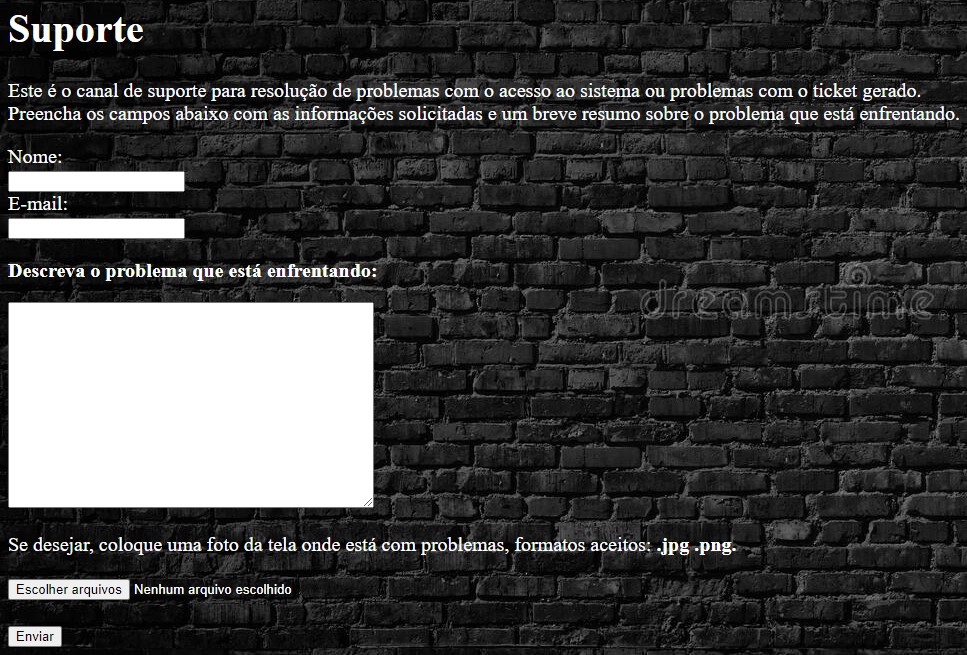 Suporte
Este é o canal de suporte para resolução de problemas com o acesso ao sistema ou problemas com o ticket gerado.
Preencha os campos abaixo com as informações solicitadas e um breve resumo sobre o problema que está enfrentando.
Nome:
E-mail:
Descreva o problema que está enfrentando:
dreamstime
Se desejar, coloque uma foto da tela onde está com problemas, formatos aceitos: .jpg .png.
Escolher arquivos Nenhum arquivo escolhido
Enviar